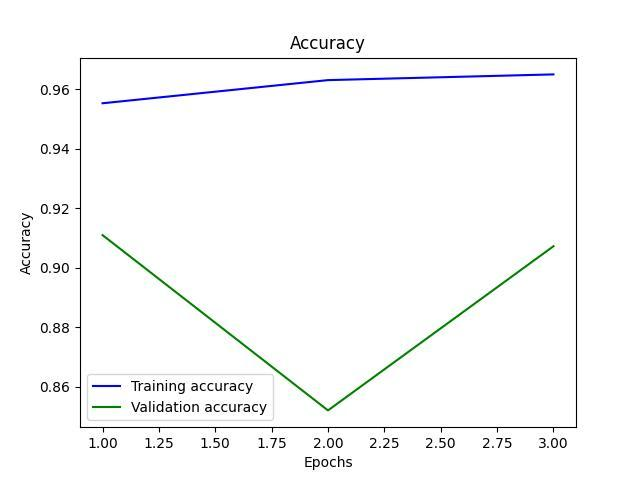 Accuracy
0.96
0.94
0.92
0.90
0.88
0.86
Accuracy
Training accuracy
Validation accuracy
1.00 1.25 1.50 1.75 2.00 2.25 2.50 2.75 3.00
Epochs